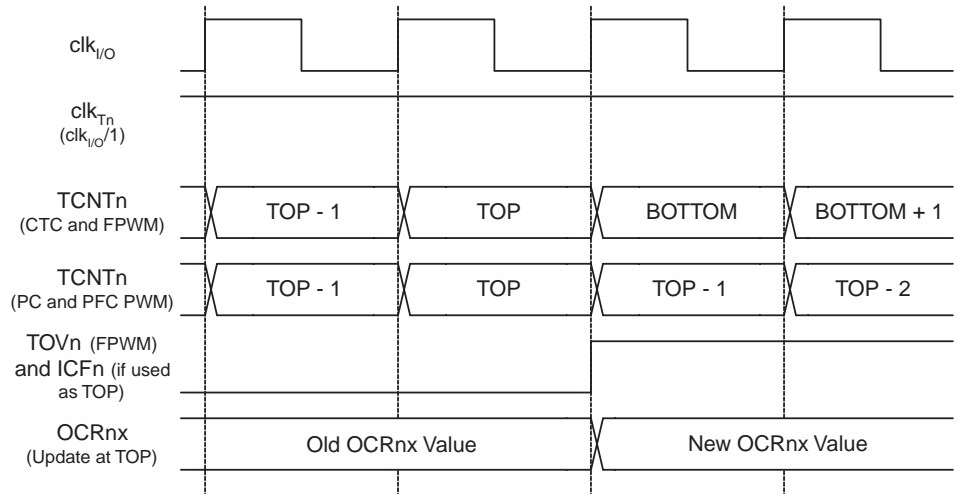 clkI/O
clkTn
(clkI/O/1)
TCNTn
(CTC and FPWM)
TOP - 1
TOP
BOTTOM
BOTTOM + 1
TCNTn
(PC and PFC PWM)
TOP - 1
TOP
TOP - 1
TOP - 2
TOVn (FPWM)
and ICFn (if used
as TOP)
OCRnx
(Update at TOP)
Old OCRnx Value
New OCRnx Value